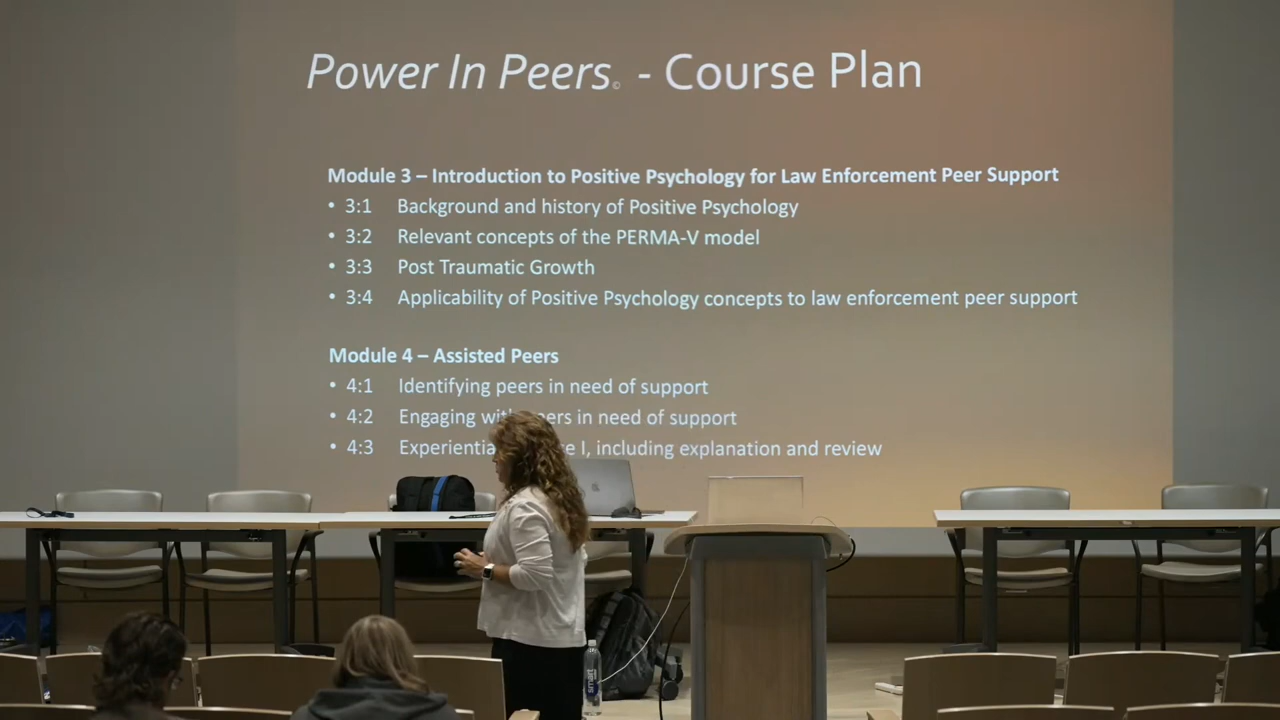 Power In Peers© - Course Plan
Module 3 – Introduction to Positive Psychology for Law Enforcement Peer Support
• 3:1 Background and history of Positive Psychology
• 3:2 Relevant concepts of the PERMA-V model
• 3:3 Post Traumatic Growth
• 3:4 Applicability of Positive Psychology concepts to law enforcement peer support
Module 4 – Assisted Peers
• 4:1 Identifying peers in need of support
• 4:2 Engaging in need of support
• 4:3 I, including explanation and review
smart